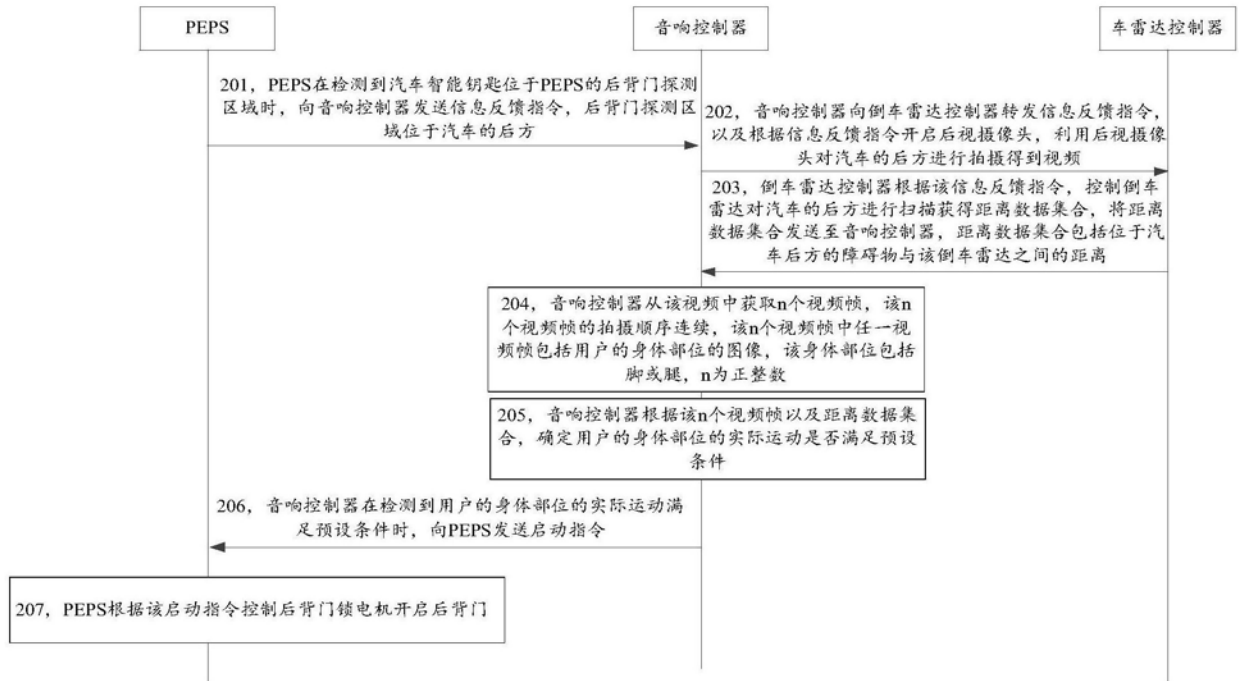 PEPS
音响控制器
车雷达控制器
201，PEPS在检测到汽车智能钥匙位于PEPS的后背门探测
区域时，向音响控制器发送信息反馈指令，后背门探测区
域位于汽车的后方
202，音响控制器向倒车雷达控制器转发信息反馈指令，
以及根据信息反馈指令开启后视摄像头，利用后视摄像
头对汽车的后方进行拍摄得到视频
203，倒车雷达控制器根据该信息反馈指令，控制倒车
雷达对汽车的后方进行扫描获得距离数据集合，将距离
数据集合发送至音响控制器，距离数据集合包括位于汽
车后方的障碍物与该倒车雷达之间的距离
204，音响控制器从该视频中获取n个视频帧，该n
个视频帧的拍摄顺序连续，该n个视频帧中任一视
频帧包括用户的身体部位的图像，该身体部位包括
脚或腿，n为正整数
205，音响控制器根据该n个视频帧以及距离数据集
合，确定用户的身体部位的实际运动是否满足预设
条件
206，音响控制器在检测到用户的身体部位的实际运动满
足预设条件时，向PEPS发送启动指令
207，PEPS根据该启动指令控制后背门锁电机开启后背门